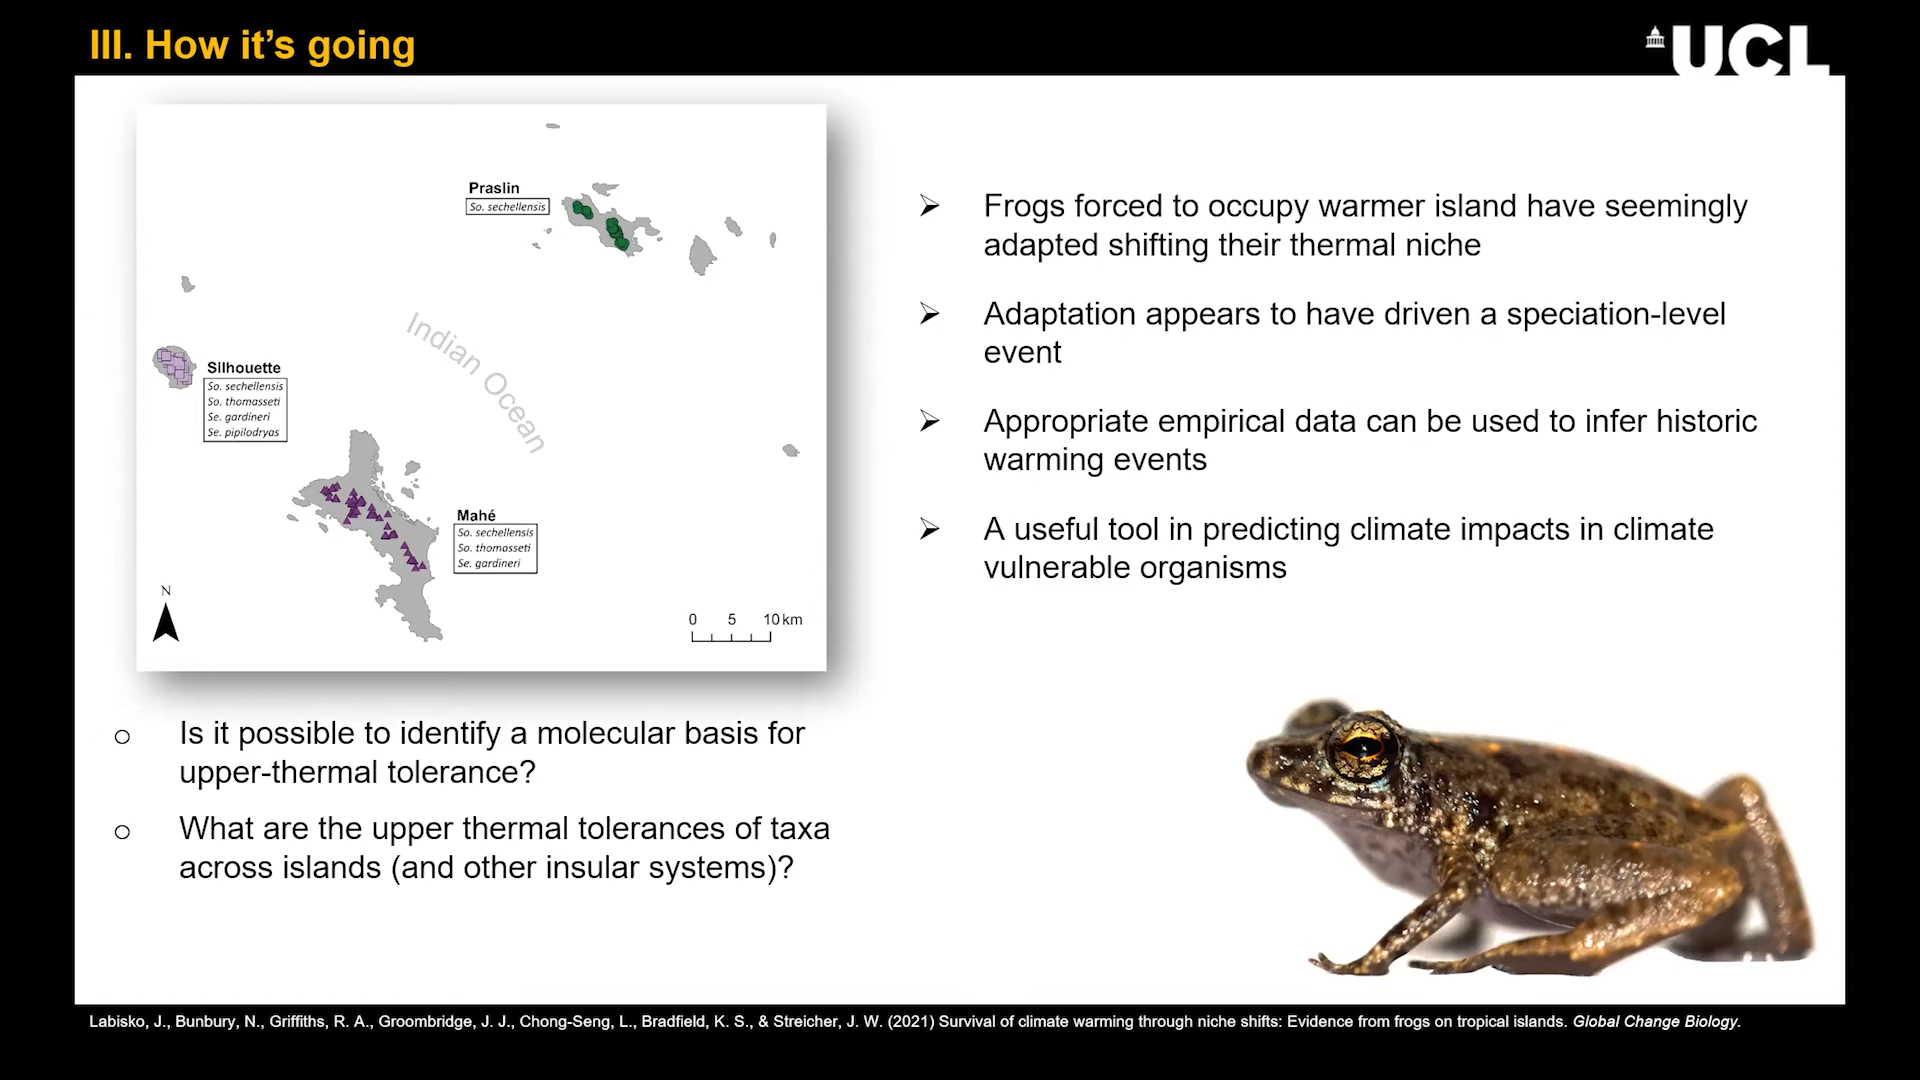 III. How it's going
UCL
Praslin
So. sechellensis
Indian Ocean
Silhouette
So. sechellensis
So. thomasseti
Se. gardineri
Se. pipilodryas
Mahé
So. sechellensis
So. thomasseti
Se. gardineri
N
0 5 10 km
Is it possible to identify a molecular basis for
upper-thermal tolerance?
What are the upper thermal tolerances of taxa
across islands (and other insular systems)?
Frogs forced to occupy warmer island have seemingly
adapted shifting their thermal niche
Adaptation appears to have driven a speciation-level
event
Appropriate empirical data can be used to infer historic
warming events
A useful tool in predicting climate impacts in climate
vulnerable organisms
Labisko, J., Bunbury, N., Griffiths, R. A., Groombridge, J. J., Chong-Seng, L., Bradfield, K. S., & Streicher, J. W. (2021) Survival of climate warming through niche shifts: Evidence from frogs on tropical islands. Global Change Biology.